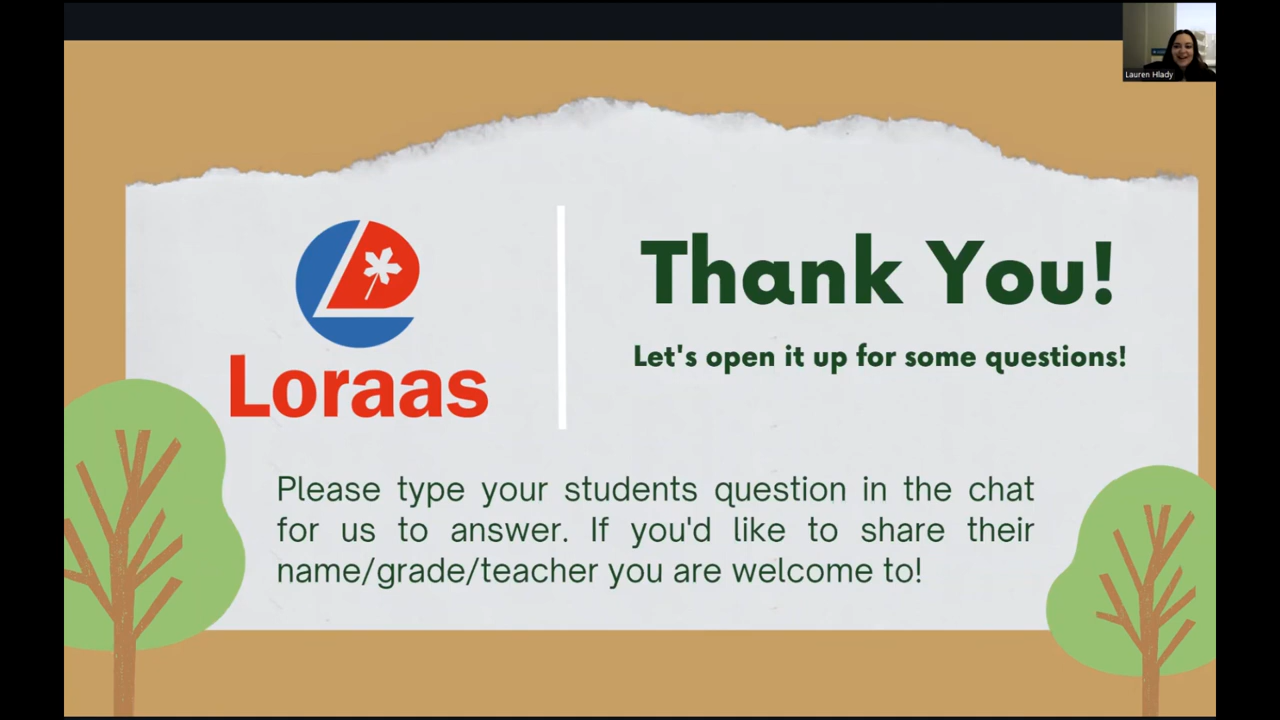 Lauren Hlady
Loraas
Thank You!
Let's open it up for some questions!
Please type your students question in the chat
for us to answer. If you'd like to share their
name/grade/teacher you are welcome to!